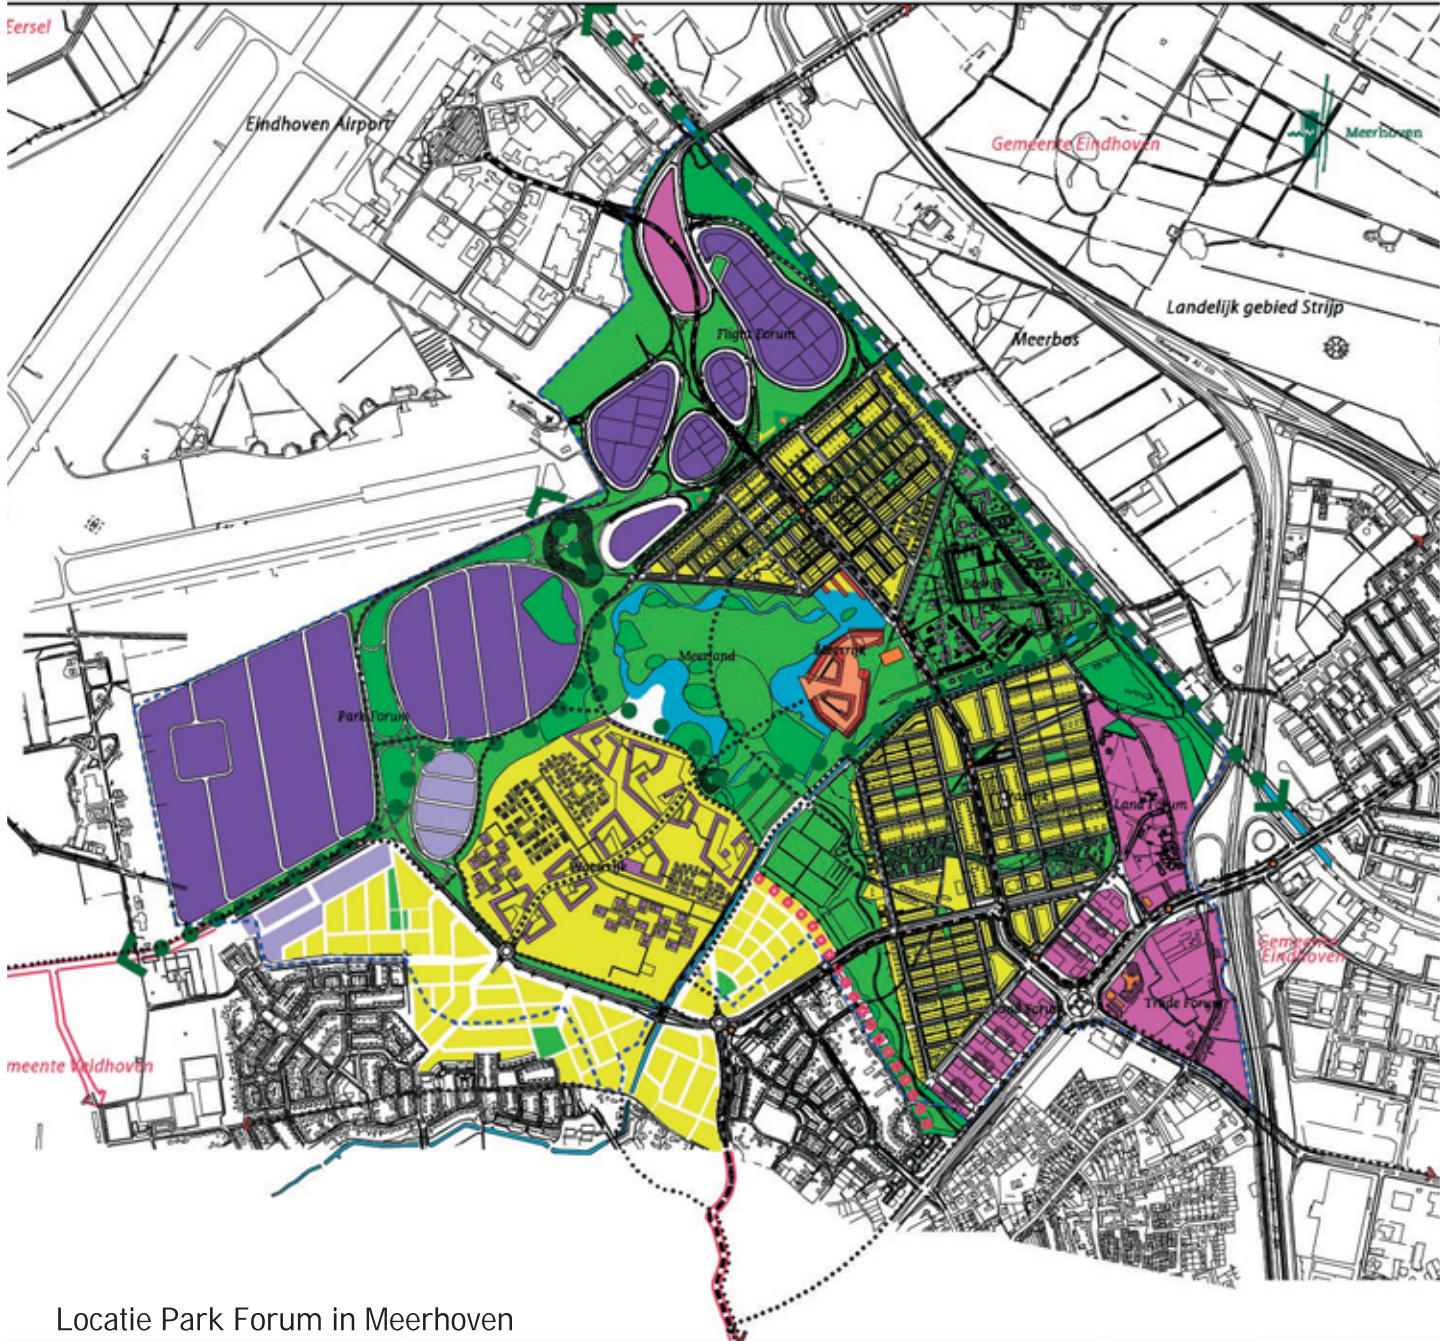 Eersel
Eindhoven Airport
Gemeente Eindhoven
Meerhoven
Landelijk gebied Strijp
Meerbos
Flight Forum
Meerland
Meerrijk
Park Forum
Land Forum
Gemeente
Eindhoven
Trade Forum
meente Veldhoven
Locatie Park Forum in Meerhoven